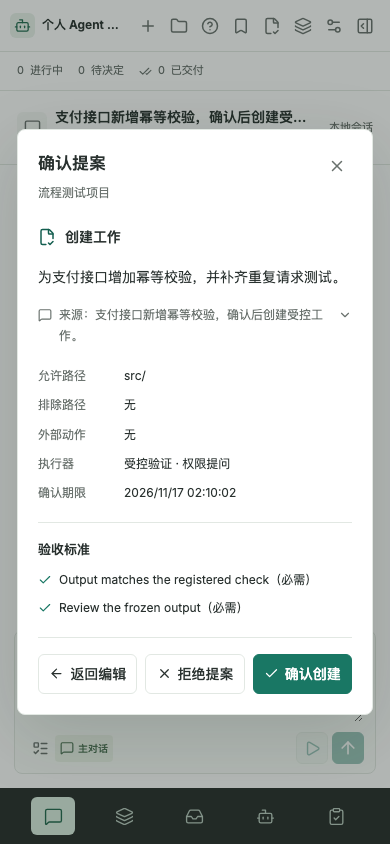 个人 Agent ...
0 进行中 0 待决定 0 已交付
支付接口新增幂等校验，确认后创建受...
本地会话
确认提案
流程测试项目
创建工作
为支付接口增加幂等校验，并补齐重复请求测试。
来源：支付接口新增幂等校验，确认后创建受控工
作。
允许路径 src/
排除路径 无
外部动作 无
执行器 受控验证 · 权限提问
确认期限 2026/11/17 02:10:02
验收标准
Output matches the registered check（必需）
Review the frozen output（必需）
返回编辑 拒绝提案 确认创建
主对话